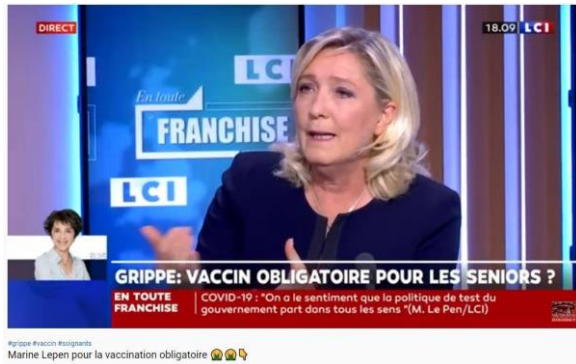 DIRECT
18.09 LCI
LCI
En toute
FRANCHISE
LCI
GRIPPE: VACCIN OBLIGATOIRE POUR LES SENIORS ?
EN TOUTE FRANCHISE
COVID-19 : "On a le sentiment que la politique de test du
gouvernement part dans tous les sens "(M. Le Pen/LCI)
#grippe #vaccin #soignants
Marine Lepen pour la vaccination obligatoire 😱😱👇